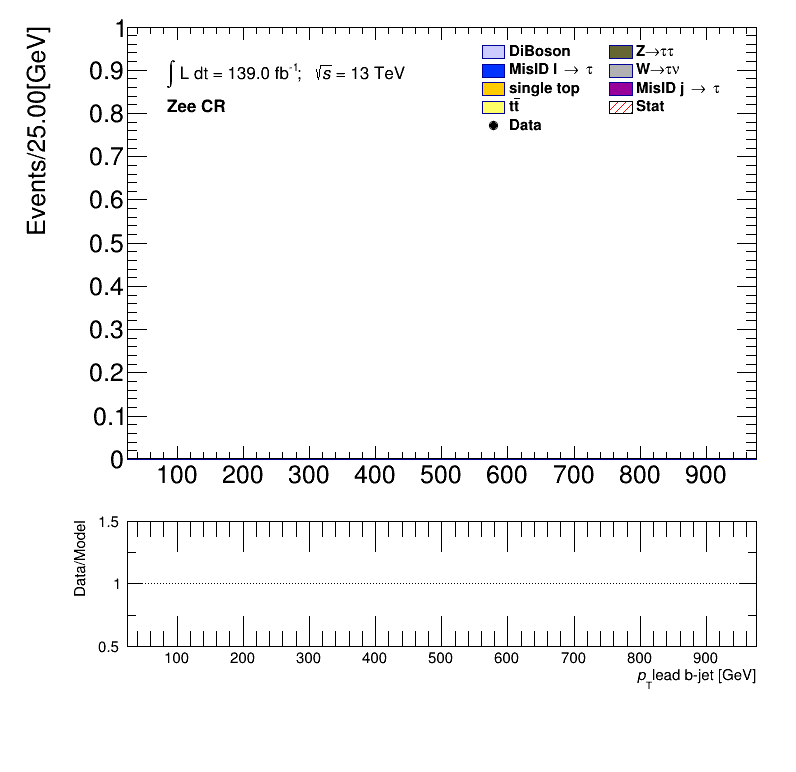 Events/25.00[GeV]
1
0.9
0.8
0.7
0.6
0.5
0.4
0.3
0.2
0.1
0
∫ L dt = 139.0 fb⁻¹; √s = 13 TeV
Zee CR
DiBoson
MisID l → τ
single top
tt̄
Data
Z→ττ
W→τν
MisID j → τ
Stat
100 200 300 400 500 600 700 800 900
Data/Model
1.5
1
0.5
100 200 300 400 500 600 700 800 900
p_T lead b-jet [GeV]